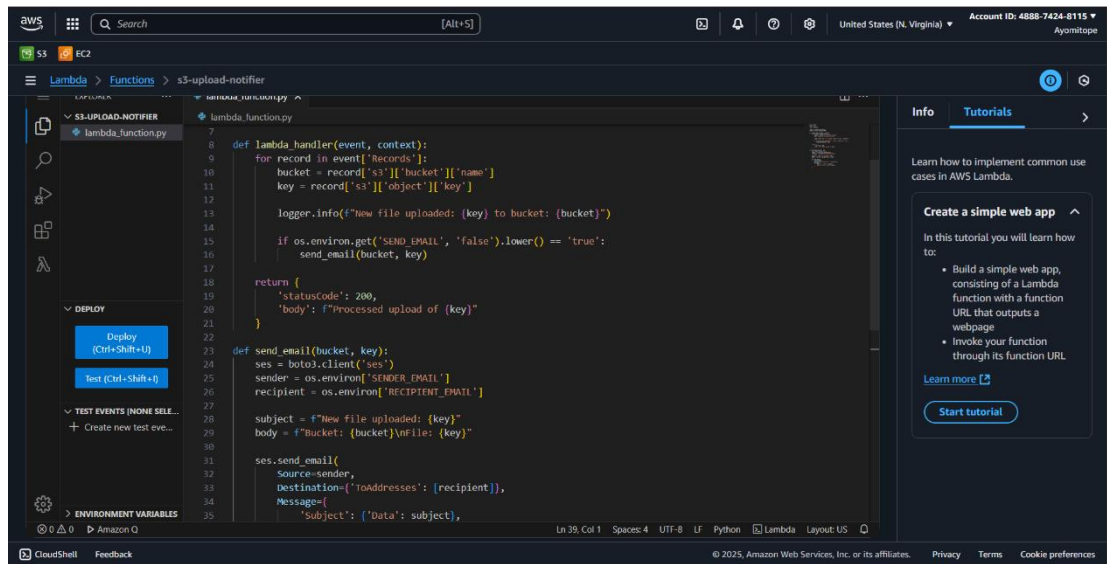 aws
Search [Alt+S]
United States (N. Virginia) ▼
Account ID: 4888-7424-8115 ▼
Ayomitope
S3 EC2
Lambda > Functions > s3-upload-notifier
EXPLORER
lambda_function.py
S3-UPLOAD-NOTIFIER
lambda_function.py
DEPLOY
Deploy
(Ctrl+Shift+U)
Test (Ctrl+Shift+I)
TEST EVENTS [NONE SELE...
+ Create new test eve...
ENVIRONMENT VARIABLES
lambda_function.py
7
8 def lambda_handler(event, context):
9     for record in event['Records']:
10         bucket = record['s3']['bucket']['name']
11         key = record['s3']['object']['key']
12
13         logger.info(f"New file uploaded: {key} to bucket: {bucket}")
14
15         if os.environ.get('SEND_EMAIL', 'false').lower() == 'true':
16             send_email(bucket, key)
17
18     return {
19         'statusCode': 200,
20         'body': f"Processed upload of {key}"
21     }
22
23 def send_email(bucket, key):
24     ses = boto3.client('ses')
25     sender = os.environ['SENDER_EMAIL']
26     recipient = os.environ['RECIPIENT_EMAIL']
27
28     subject = f"New file uploaded: {key}"
29     body = f"Bucket: {bucket}\nFile: {key}"
30
31     ses.send_email(
32         Source=sender,
33         Destination={'ToAddresses': [recipient]},
34         Message={
35             'Subject': {'Data': subject},
0 0 Amazon Q
Ln 39, Col 1 Spaces: 4 UTF-8 LF Python Lambda Layout: US
Info Tutorials
Learn how to implement common use
cases in AWS Lambda.
Create a simple web app
In this tutorial you will learn how
to:
• Build a simple web app,
consisting of a Lambda
function with a function
URL that outputs a
webpage
• Invoke your function
through its function URL
Learn more
Start tutorial
CloudShell Feedback
© 2025, Amazon Web Services, Inc. or its affiliates. Privacy Terms Cookie preferences